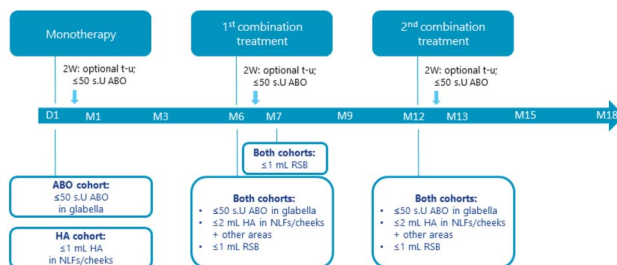 Monotherapy
1st combination
treatment
2nd combination
treatment
2W: optional t-u;
≤50 s.U ABO
2W: optional t-u;
≤50 s.U ABO
2W: optional t-u;
≤50 s.U ABO
D1 M1 M3 M6 M7 M9 M12 M13 M15 M18
Both cohorts:
≤1 mL RSB
ABO cohort:
≤50 s.U ABO
in glabella
HA cohort:
≤1 mL HA
in NLFs/cheeks
Both cohorts:
• ≤50 s.U ABO in glabella
• ≤2 mL HA in NLFs/cheeks
+ other areas
• ≤1 mL RSB
Both cohorts:
• ≤50 s.U ABO in glabella
• ≤2 mL HA in NLFs/cheeks
+ other areas
• ≤1 mL RSB